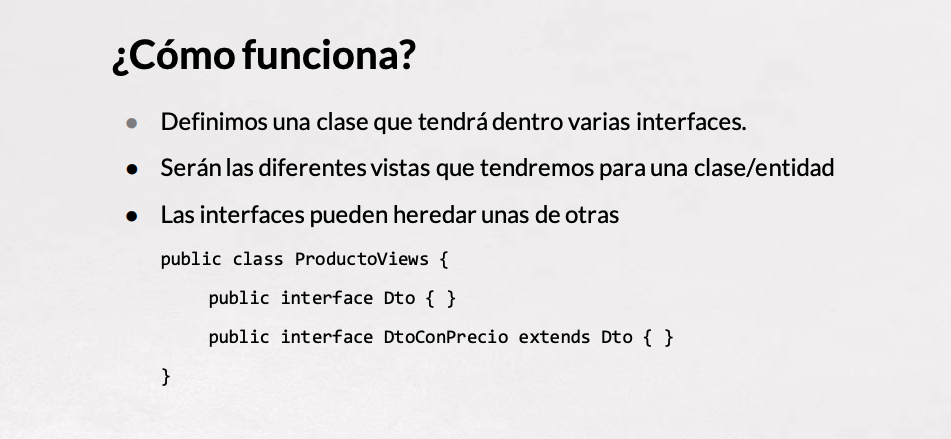 ¿Cómo funciona?
● Definimos una clase que tendrá dentro varias interfaces.
● Serán las diferentes vistas que tendremos para una clase/entidad
● Las interfaces pueden heredar unas de otras
public class ProductoViews {
public interface Dto { }
public interface DtoConPrecio extends Dto { }
}